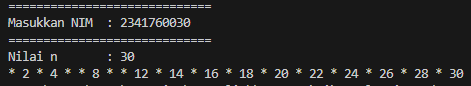 =============================
Masukkan NIM  : 2341760030
=============================
Nilai n       : 30
* 2 * 4 * * 8 * * 12 * 14 * 16 * 18 * 20 * 22 * 24 * 26 * 28 * 30